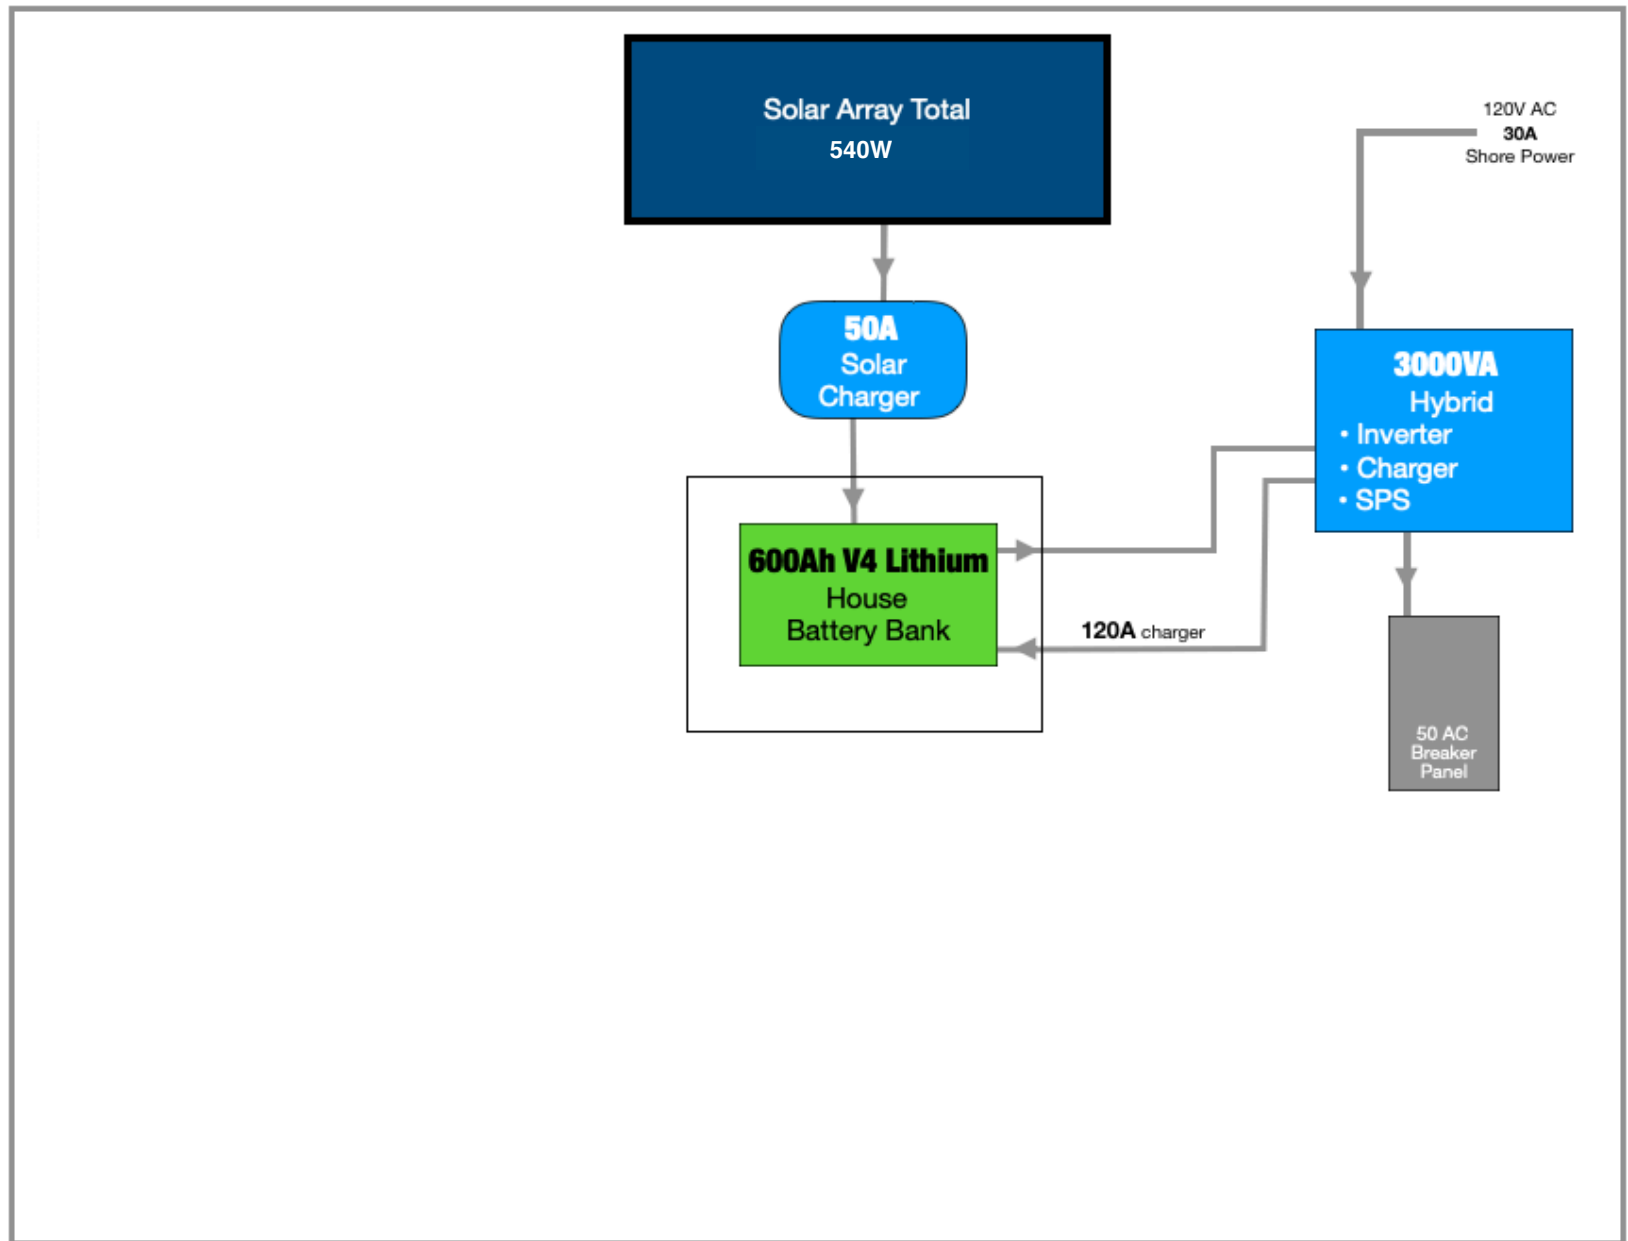 Solar Array Total
540W
120V AC
30A
Shore Power
50A
Solar
Charger
3000VA
Hybrid
• Inverter
• Charger
• SPS
600Ah V4 Lithium
House
Battery Bank
120A charger
50 AC
Breaker
Panel